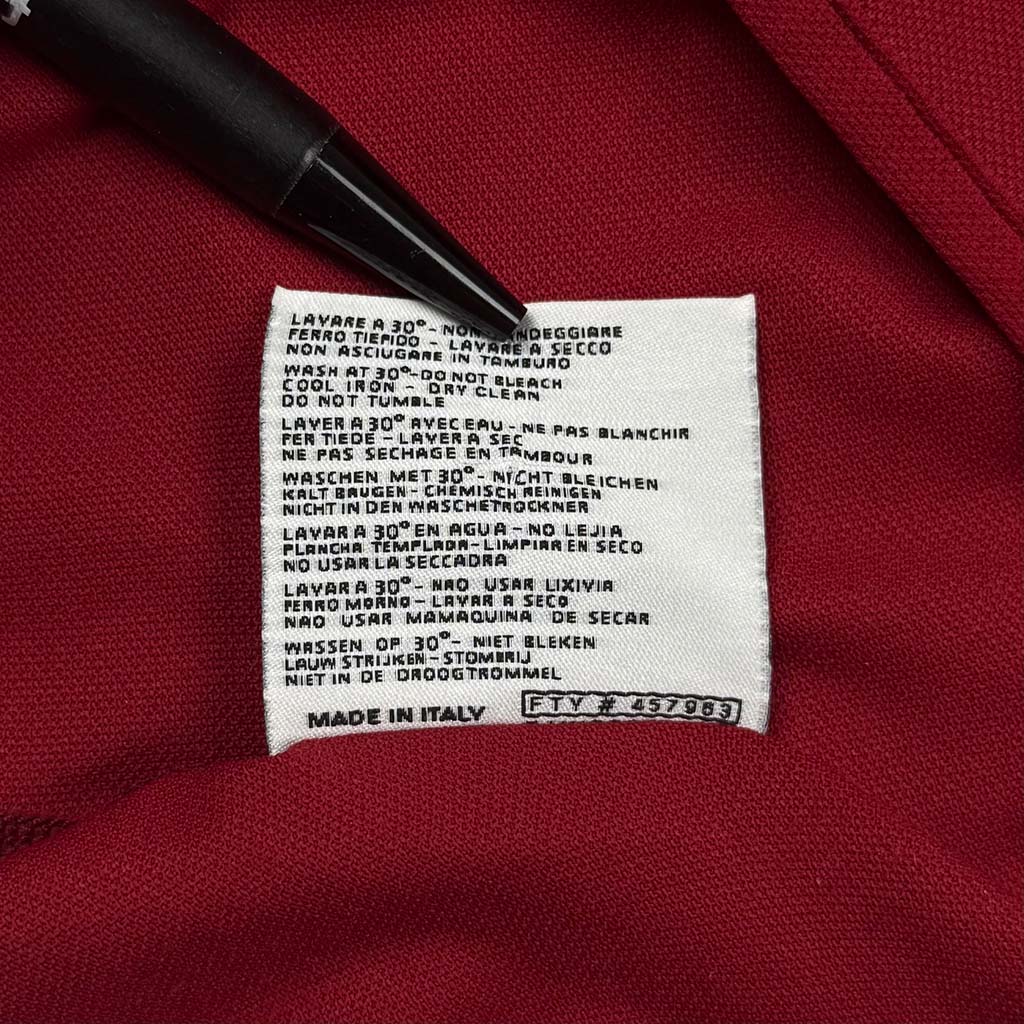 LAVARE A 30° - NON ANDEGGIARE
FERRO TIEPIDO - LAVARE A SECCO
NON ASCIUGARE IN TAMBURO
WASH AT 30° - DO NOT BLEACH
COOL IRON - DRY CLEAN
DO NOT TUMBLE
LAVER A 30° AVEC EAU - NE PAS BLANCHIR
FER TIEDE - LAVER A SEC
NE PAS SECHAGE EN TAMBOUR
WASCHEN MET 30° - NICHT BLEICHEN
KALT BRUGEN - CHEMISCH REINIGEN
NICHT IN DEN WASCHETROCKNER
LAVAR A 30° EN AGUA - NO LEJIA
PLANCHA TEMPLADA - LIMPIAR EN SECO
NO USAR LA SECCADRA
LAVAR A 30° - NAO USAR LIXIVIA
FERRO MORNO - LAVAR A SECO
NAO USAR MAMAQUINA DE SECAR
WASSEN OP 30° - NIET BLEKEN
LAUW STRIJKEN - STOMERIJ
NIET IN DE DROOGTROMMEL
MADE IN ITALY FTY # 457963